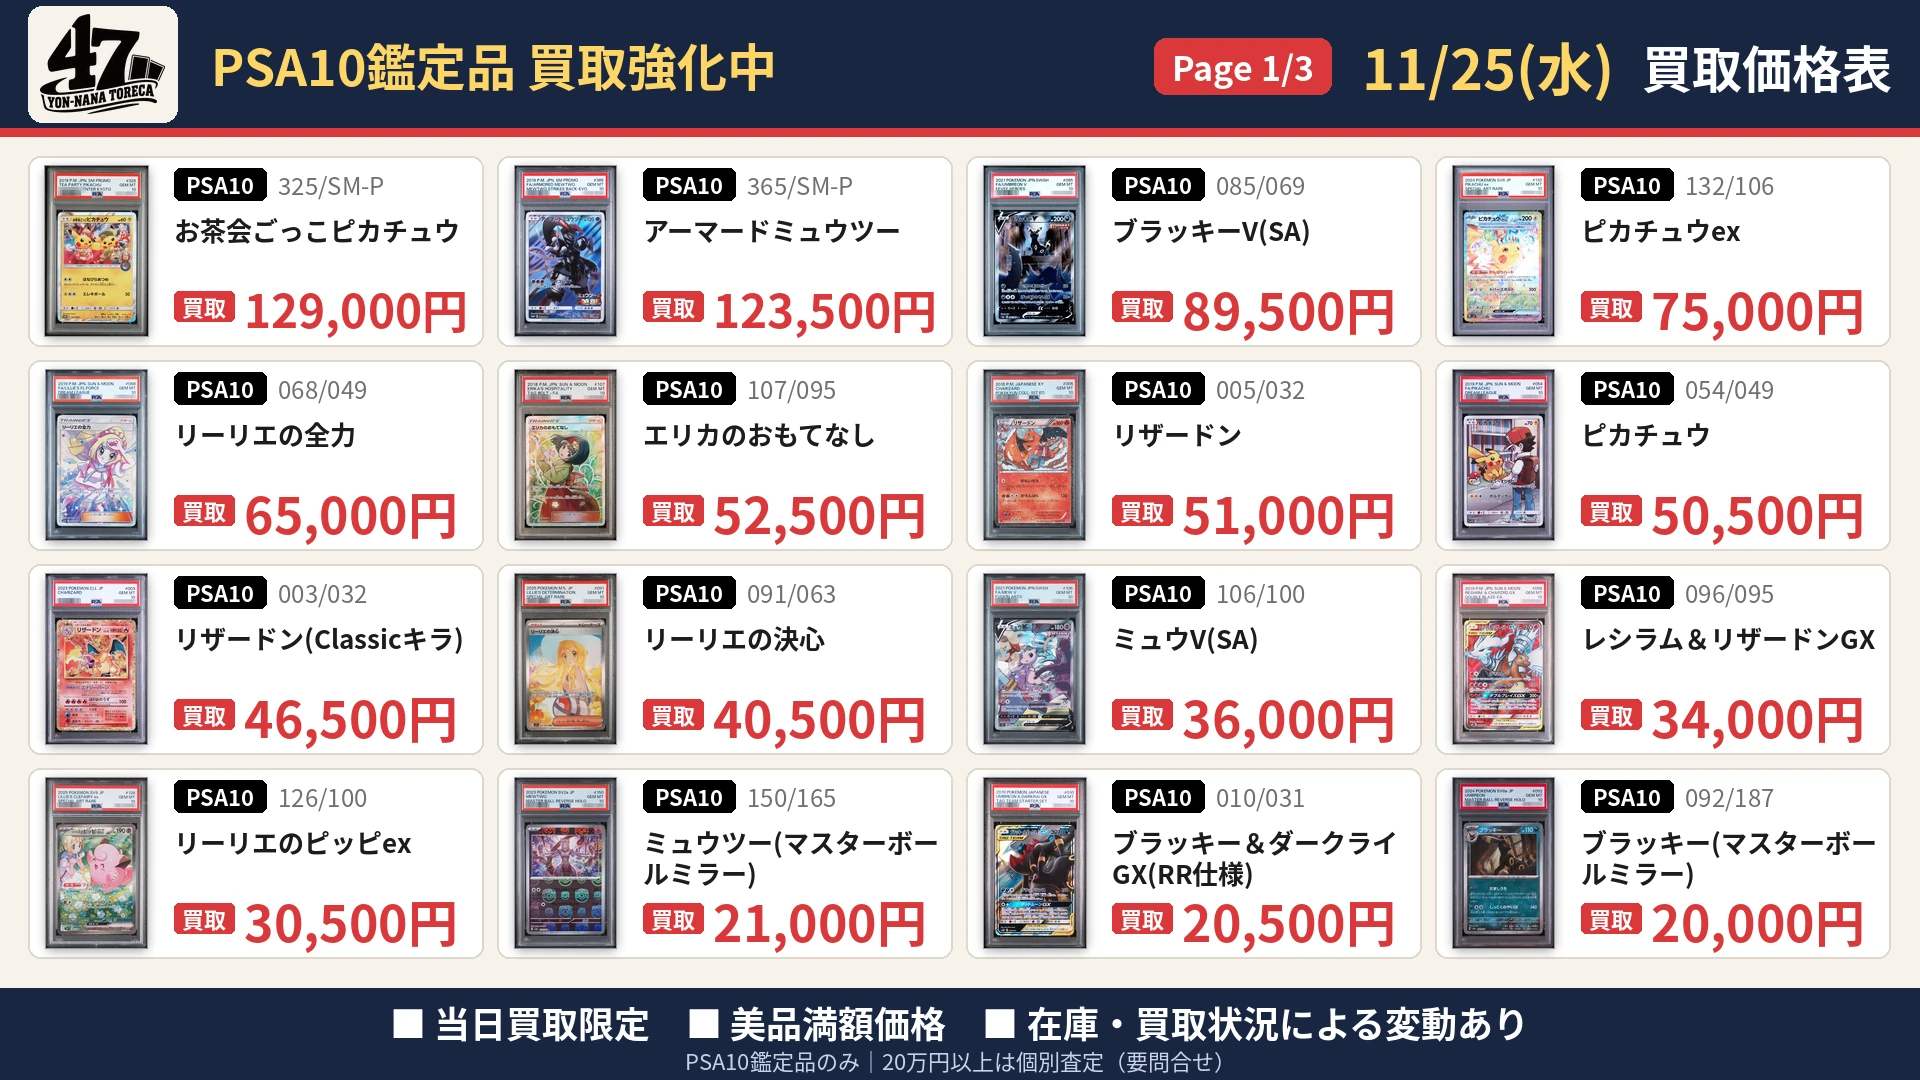 47
YON-NANA TORECA
PSA10鑑定品 買取強化中
Page 1/3
11/25(水) 買取価格表
PSA10 325/SM-P
お茶会ごっこピカチュウ
買取 129,000円
PSA10 365/SM-P
アーマードミュウツー
買取 123,500円
PSA10 085/069
ブラッキーV(SA)
買取 89,500円
PSA10 132/106
ピカチュウex
買取 75,000円
PSA10 068/049
リーリエの全力
買取 65,000円
PSA10 107/095
エリカのおもてなし
買取 52,500円
PSA10 005/032
リザードン
買取 51,000円
PSA10 054/049
ピカチュウ
買取 50,500円
PSA10 003/032
リザードン(Classicキラ)
買取 46,500円
PSA10 091/063
リーリエの決心
買取 40,500円
PSA10 106/100
ミュウV(SA)
買取 36,000円
PSA10 096/095
レシラム＆リザードンGX
買取 34,000円
PSA10 126/100
リーリエのピッピex
買取 30,500円
PSA10 150/165
ミュウツー(マスターボー
ルミラー)
買取 21,000円
PSA10 010/031
ブラッキー＆ダークライ
GX(RR仕様)
買取 20,500円
PSA10 092/187
ブラッキー(マスターボー
ルミラー)
買取 20,000円
■ 当日買取限定 ■ 美品満額価格 ■ 在庫・買取状況による変動あり
PSA10鑑定品のみ｜20万円以上は個別査定（要問合せ）